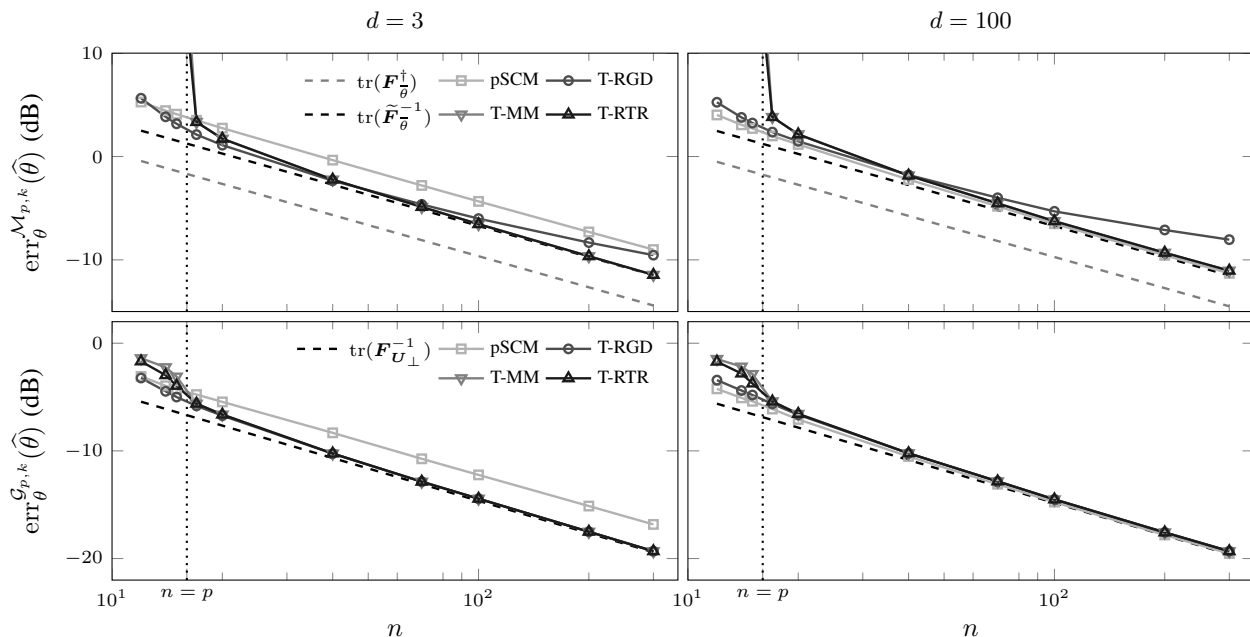 d = 3
d = 100
err_θ^{M_{p,k}}(θ̂) (dB)
10
0
−10
tr(F_θ̄^†) pSCM T-RGD
tr(F̃_θ̄^{−1}) T-MM T-RTR
err_θ^{G_{p,k}}(θ̂) (dB)
0
−10
−20
tr(F_{U⊥}^{−1}) pSCM T-RGD
T-MM T-RTR
10^1 n = p 10^2
10^1 n = p 10^2
n
n